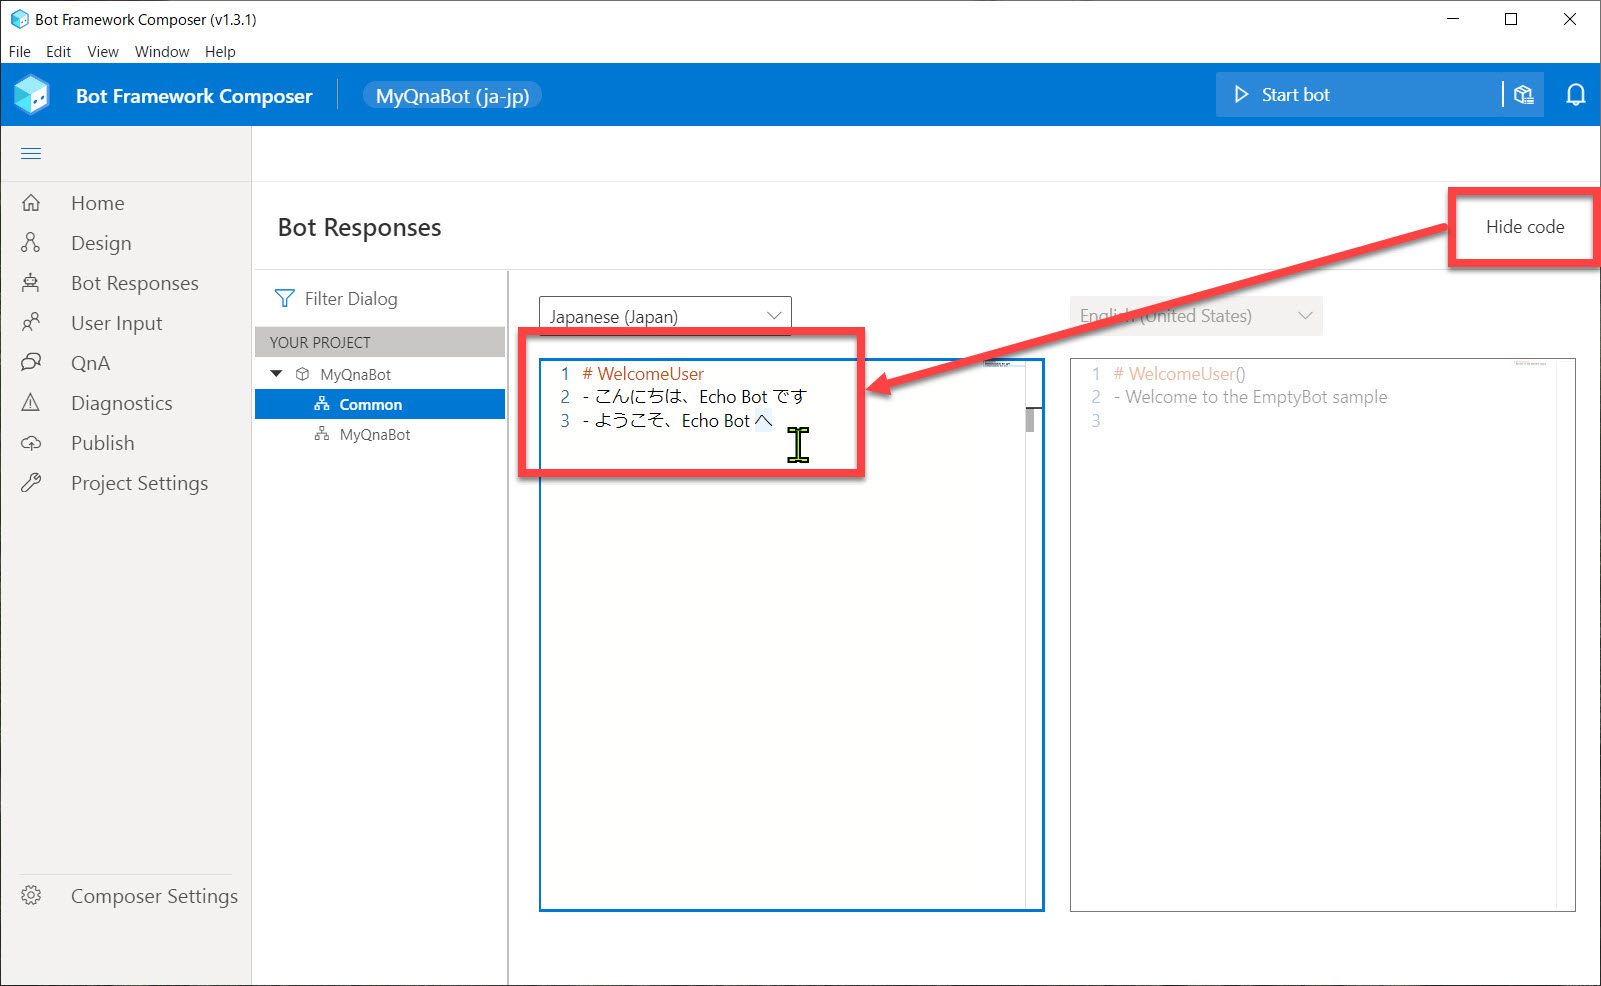 Bot Framework Composer (v1.3.1)
File Edit View Window Help
Bot Framework Composer
MyQnaBot (ja-jp)
Start bot
Home
Design
Bot Responses
User Input
QnA
Diagnostics
Publish
Project Settings
Composer Settings
Bot Responses
Hide code
Filter Dialog
YOUR PROJECT
MyQnaBot
Common
MyQnaBot
Japanese (Japan)
1 # WelcomeUser
2 - こんにちは、Echo Bot です
3 - ようこそ、Echo Bot へ
English (United States)
1 # WelcomeUser()
2 - Welcome to the EmptyBot sample
3